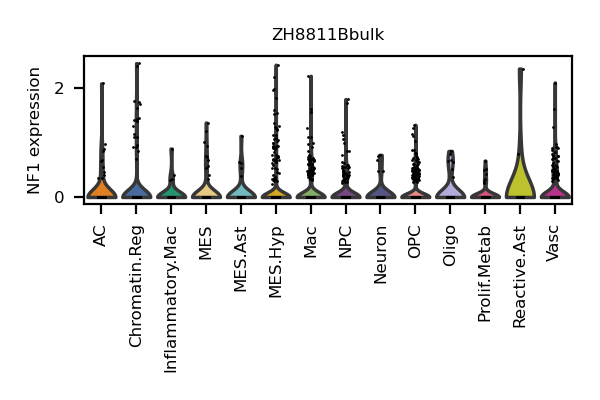 ZH8811Bbulk
NF1 expression
2
0
AC
Chromatin.Reg
Inflammatory.Mac
MES
MES.Ast
MES.Hyp
Mac
NPC
Neuron
OPC
Oligo
Prolif.Metab
Reactive.Ast
Vasc